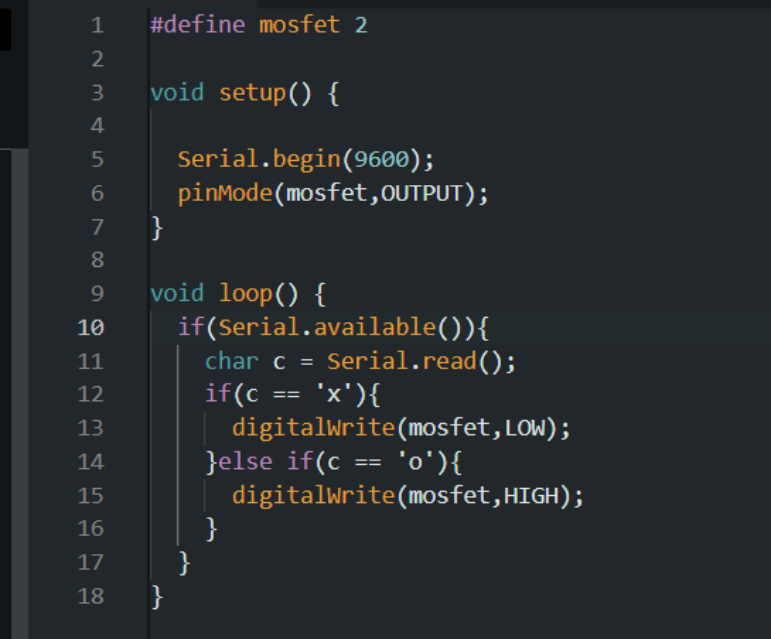 1 #define mosfet 2
2
3 void setup() {
4
5   Serial.begin(9600);
6   pinMode(mosfet,OUTPUT);
7 }
8
9 void loop() {
10   if(Serial.available()){
11     char c = Serial.read();
12     if(c == 'x'){
13       digitalWrite(mosfet,LOW);
14     }else if(c == 'o'){
15       digitalWrite(mosfet,HIGH);
16     }
17   }
18 }